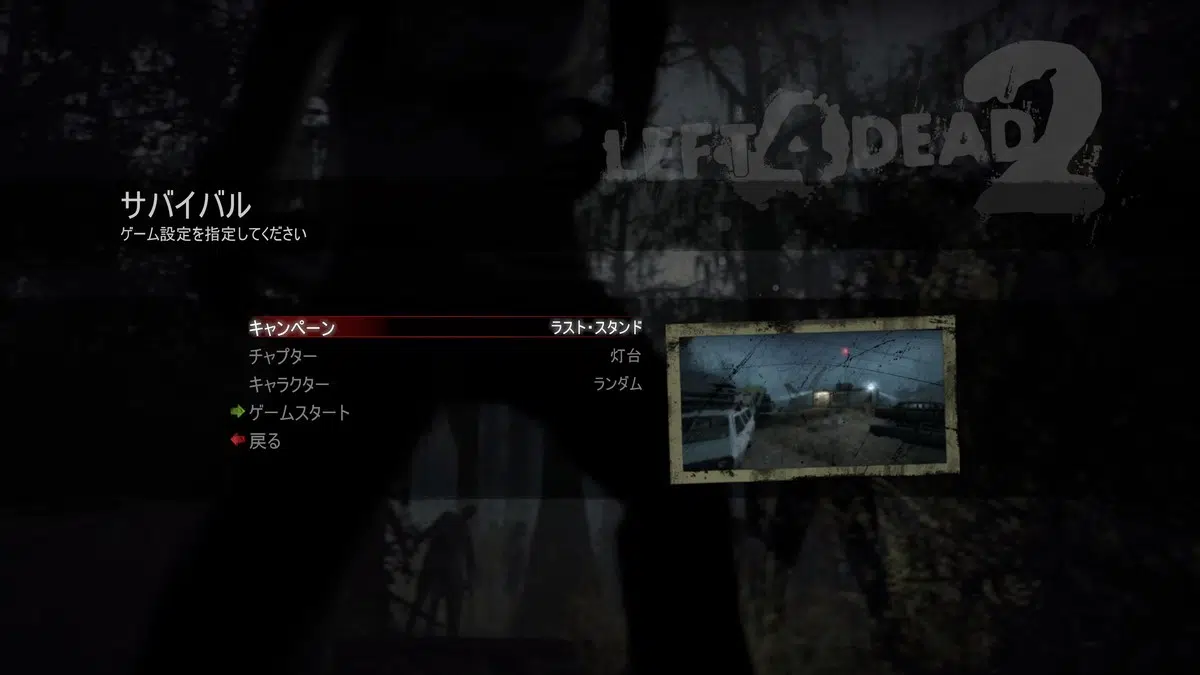 LEFT 4 DEAD 2
サバイバル
ゲーム設定を指定してください
キャンペーン ラスト・スタンド
チャプター 灯台
キャラクター ランダム
ゲームスタート
戻る